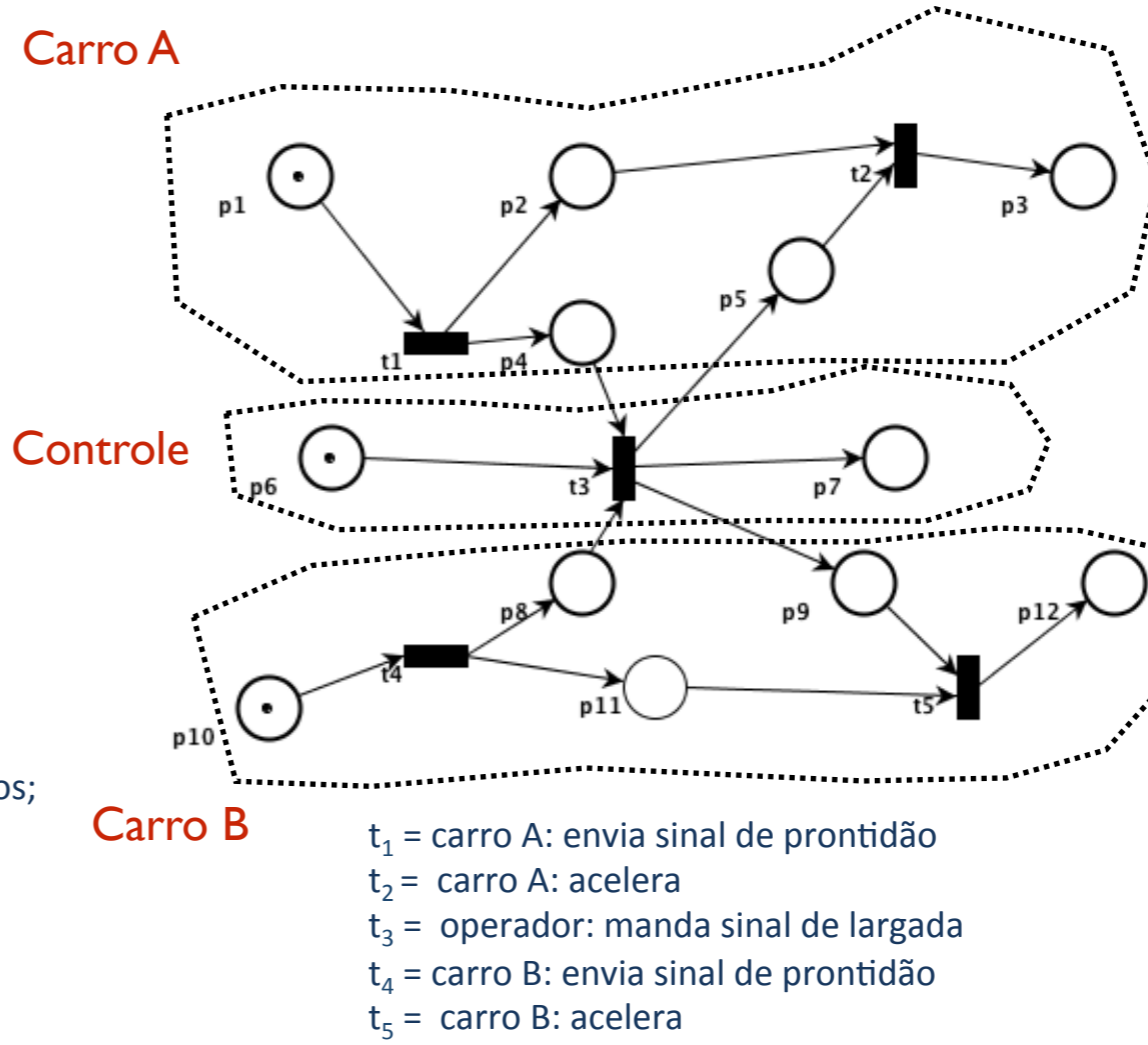 Carro A
p1
p2
t2
p3
p5
t1
p4
Controle
p6
t3
p7
p8
p9
p12
t4
p11
t5
p10
os;
Carro B
t1 = carro A: envia sinal de prontidão
t2 = carro A: acelera
t3 = operador: manda sinal de largada
t4 = carro B: envia sinal de prontidão
t5 = carro B: acelera